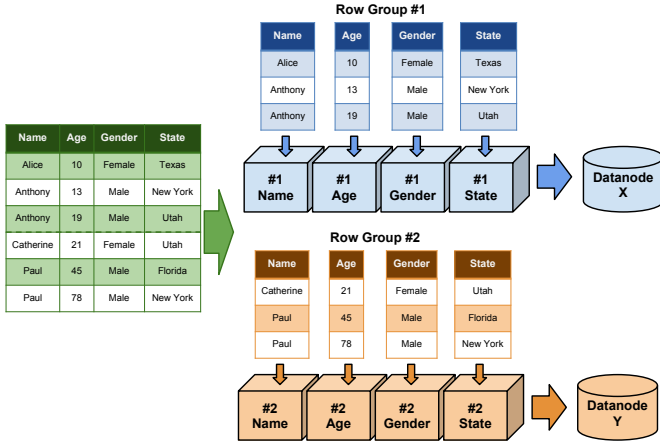 Row Group #1
Name Age Gender State
Alice 10 Female Texas
Anthony 13 Male New York
Anthony 19 Male Utah
#1 Name
#1 Age
#1 Gender
#1 State
Datanode
X
Name Age Gender State
Alice 10 Female Texas
Anthony 13 Male New York
Anthony 19 Male Utah
Catherine 21 Female Utah
Paul 45 Male Florida
Paul 78 Male New York
Row Group #2
Name Age Gender State
Catherine 21 Female Utah
Paul 45 Male Florida
Paul 78 Male New York
#2 Name
#2 Age
#2 Gender
#2 State
Datanode
Y